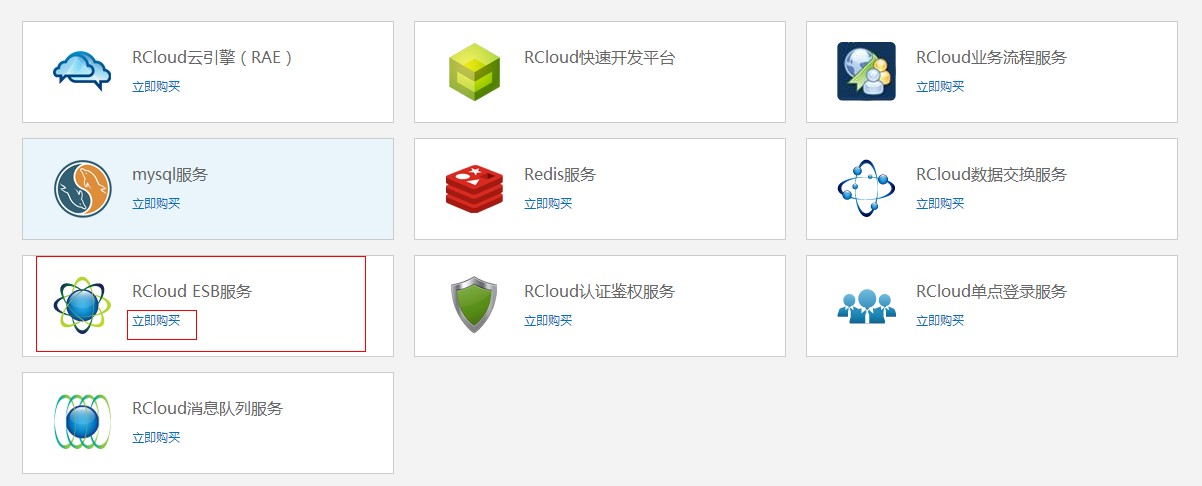 RCloud云引擎（RAE）
立即购买
RCloud快速开发平台
RCloud业务流程服务
立即购买
mysql服务
立即购买
Redis服务
立即购买
RCloud数据交换服务
立即购买
RCloud ESB服务
立即购买
RCloud认证鉴权服务
立即购买
RCloud单点登录服务
立即购买
RCloud消息队列服务
立即购买